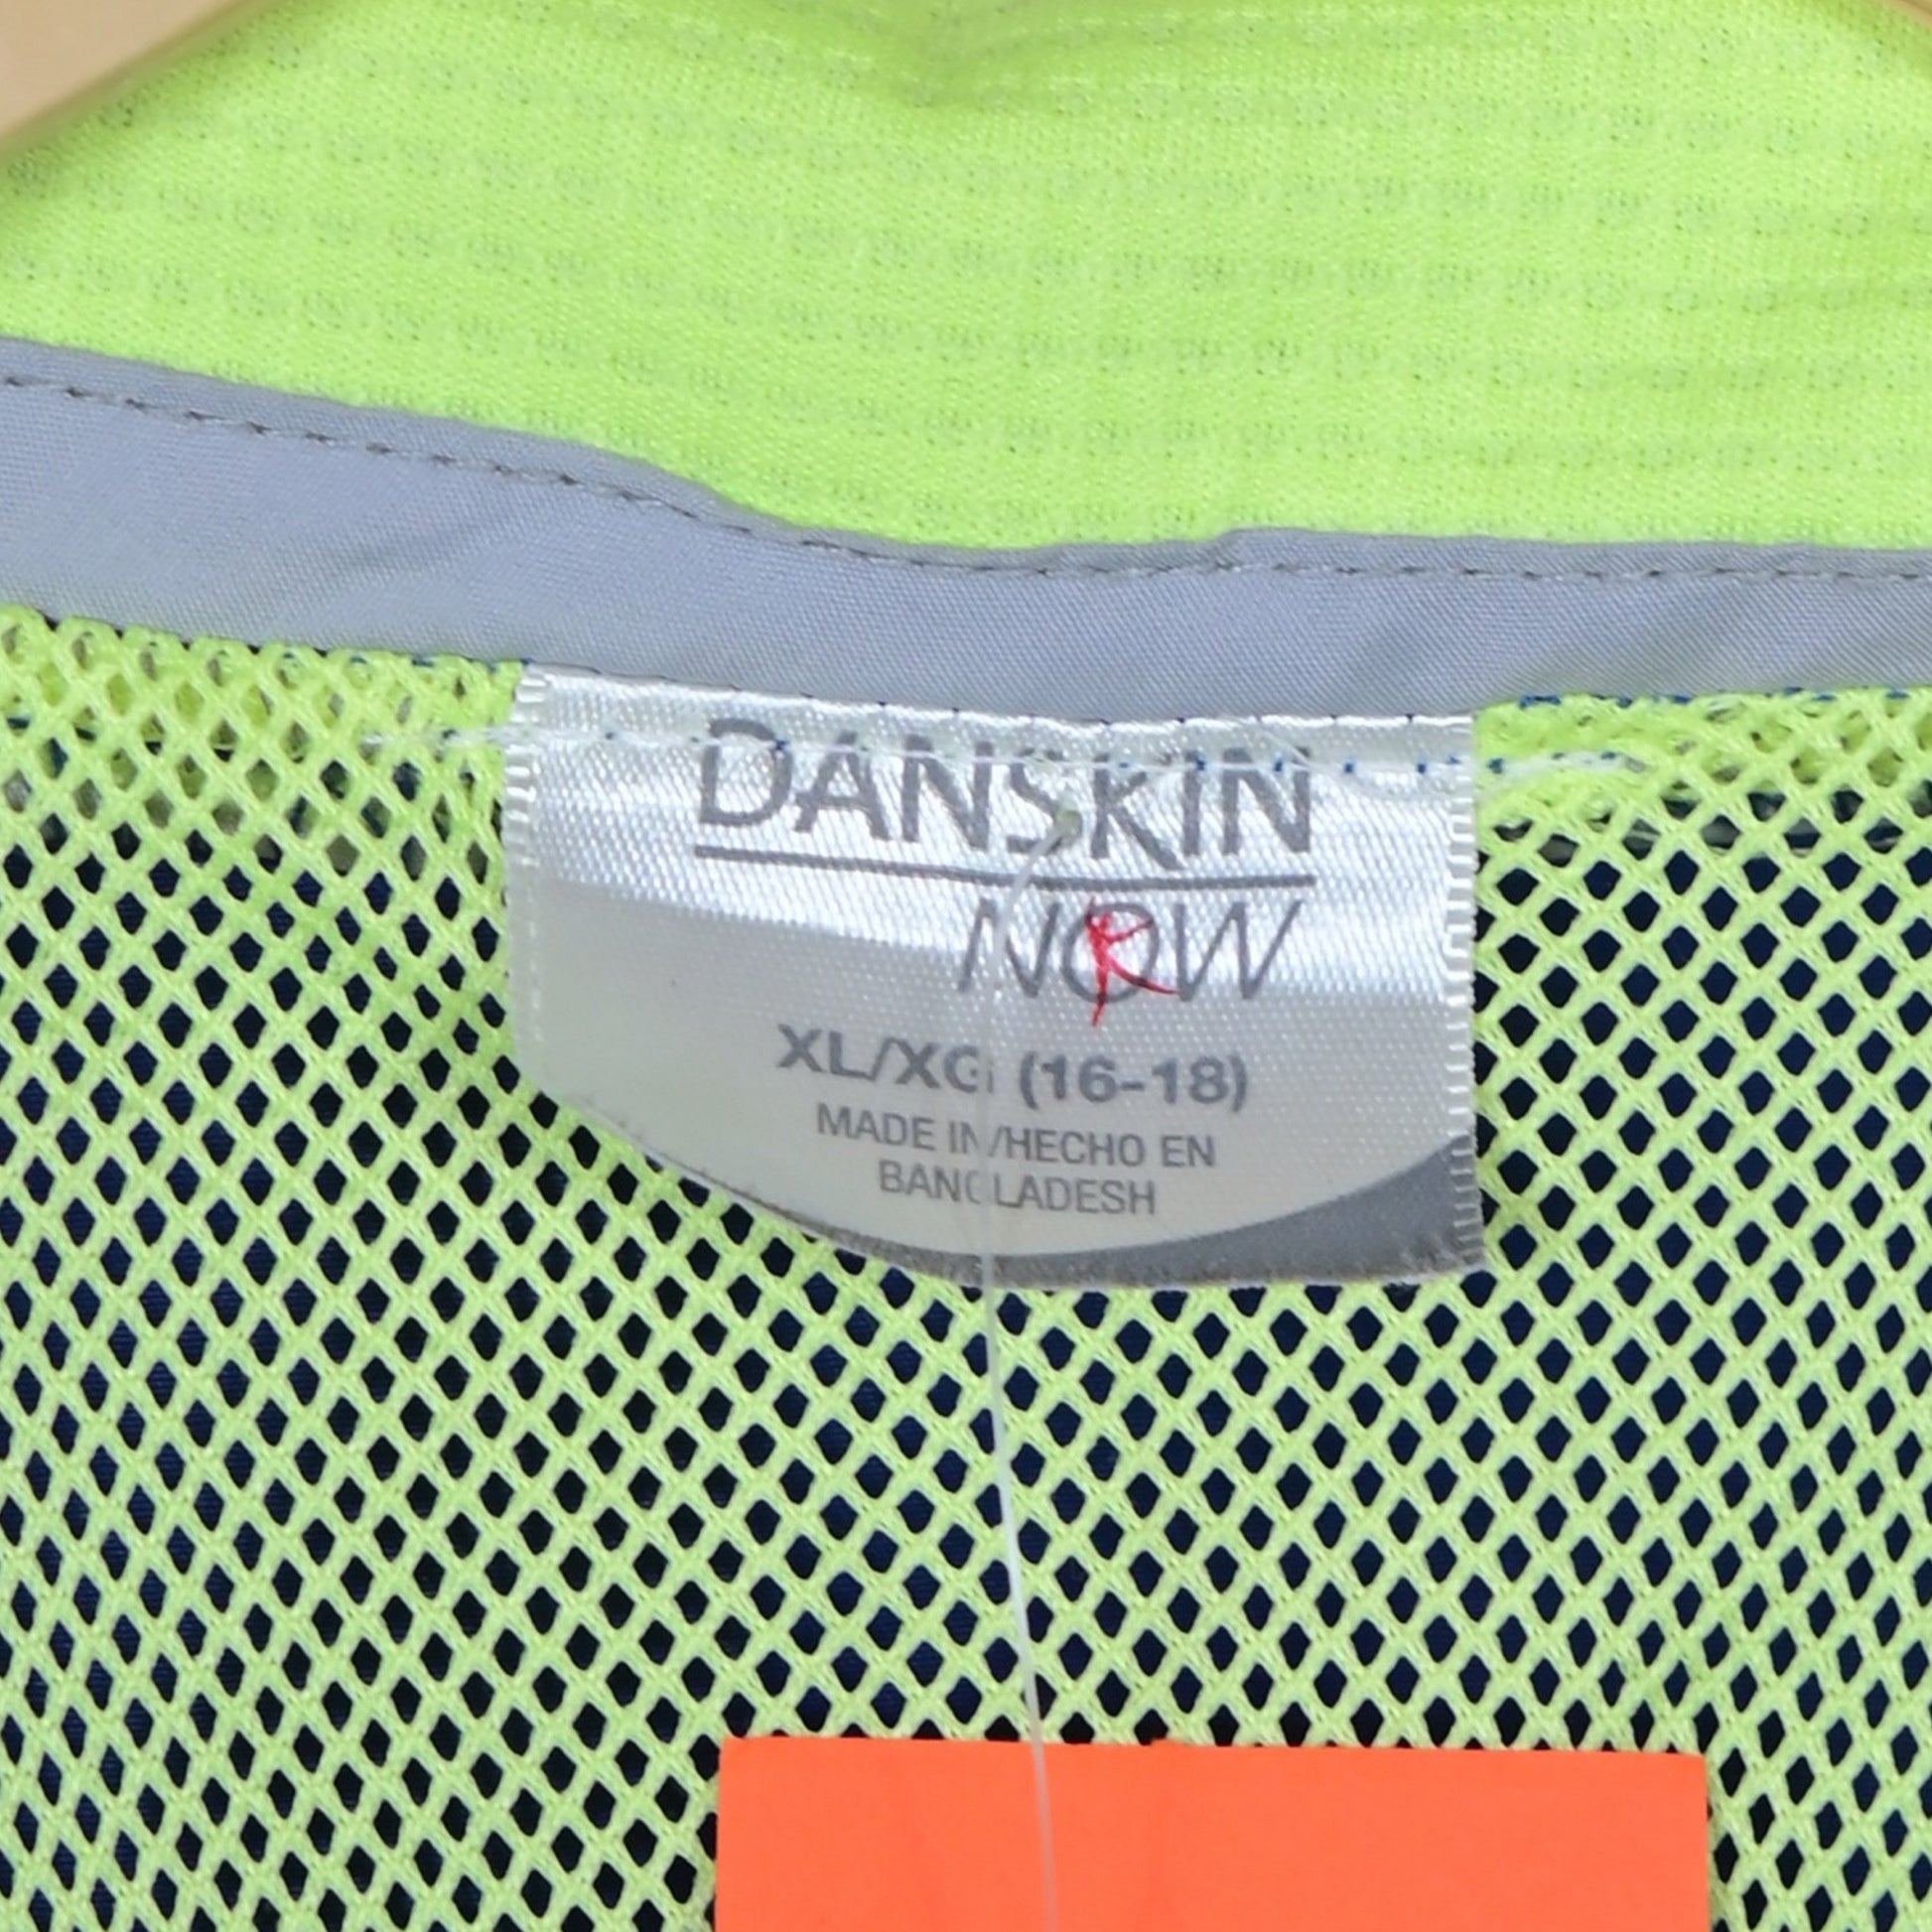 DANSKIN
NOW
XL/XG (16-18)
MADE IN/HECHO EN
BANGLADESH